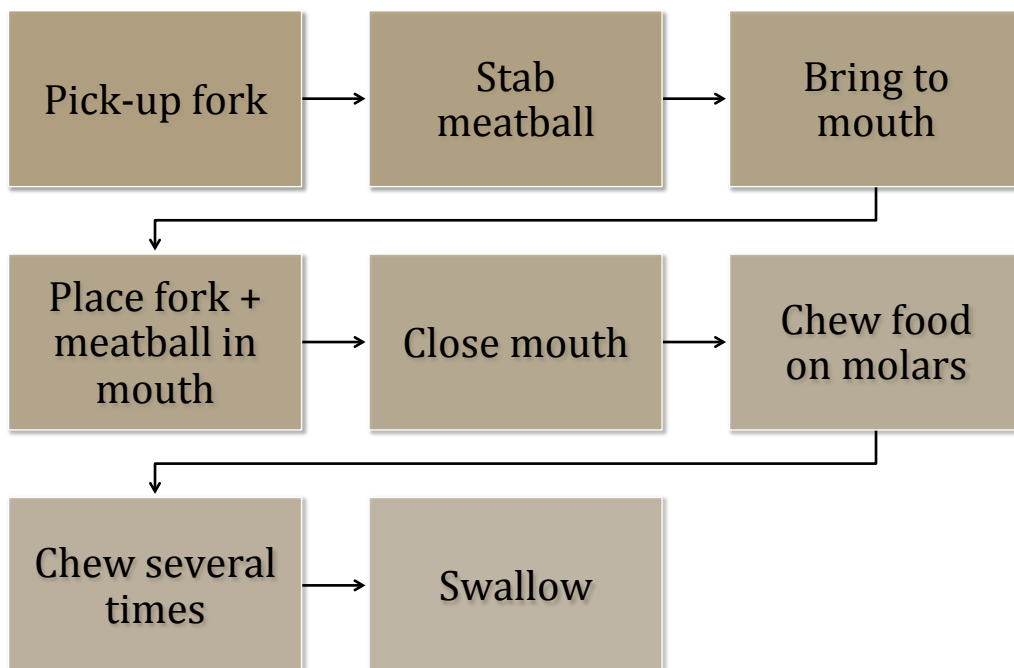 Pick-up fork
Stab
meatball
Bring to
mouth
Place fork +
meatball in
mouth
Close mouth
Chew food
on molars
Chew several
times
Swallow